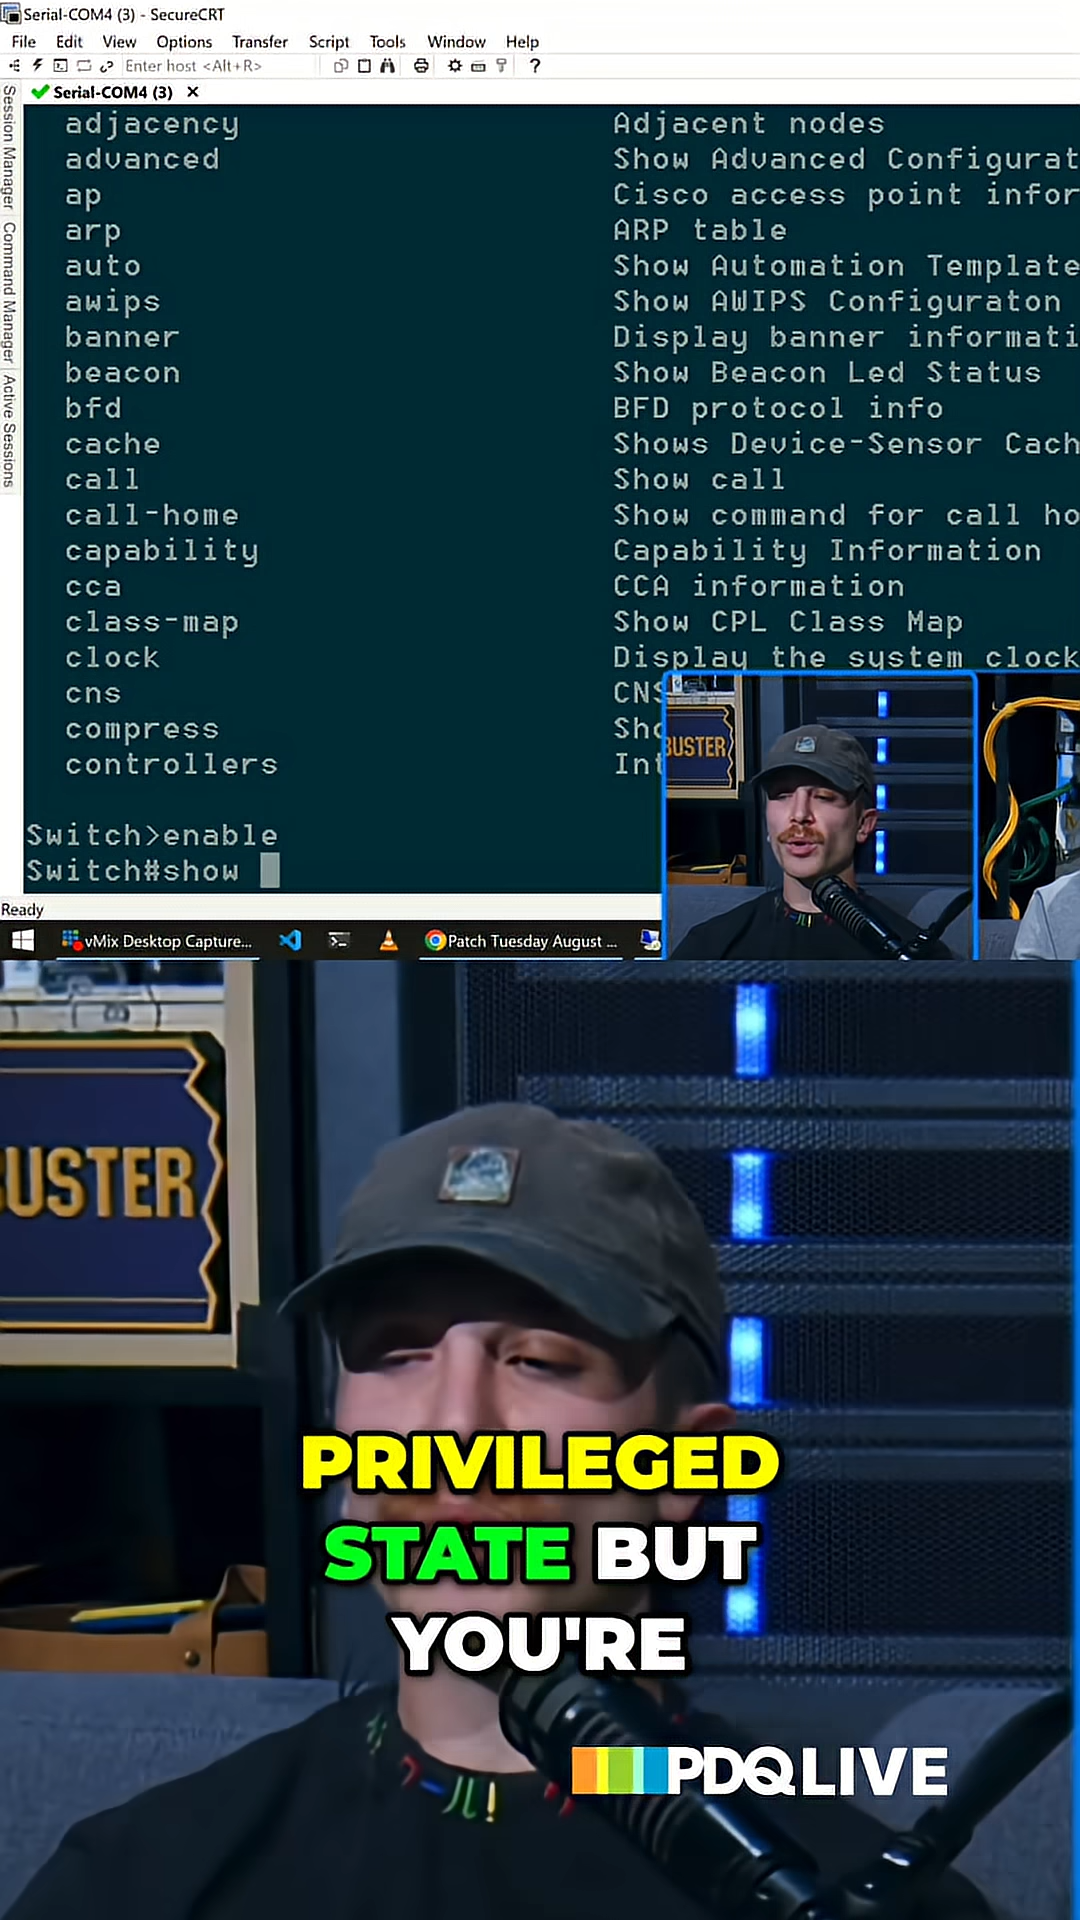 Serial-COM4 (3) - SecureCRT
File Edit View Options Transfer Script Tools Window Help
Enter host <Alt+R>
Serial-COM4 (3)
Session Manager
Command Manager
Active Sessions
adjacency Adjacent nodes
advanced Show Advanced Configurat
ap Cisco access point infor
arp ARP table
auto Show Automation Template
awips Show AWIPS Configuraton
banner Display banner informati
beacon Show Beacon Led Status
bfd BFD protocol info
cache Shows Device-Sensor Cach
call Show call
call-home Show command for call ho
capability Capability Information
cca CCA information
class-map Show CPL Class Map
clock Display the system clock
cns CNS
compress Sho
controllers Int
Switch>enable
Switch#show
Ready
vMix Desktop Capture...
Patch Tuesday August ...
BUSTER
USTER
PRIVILEGED
STATE BUT
YOU'RE
PDQ LIVE